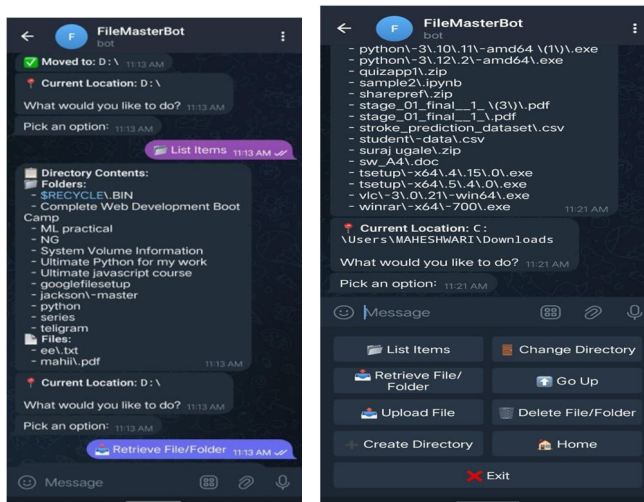 FileMasterBot
bot
Moved to: D:\ 11:13 AM
Current Location: D:\
What would you like to do? 11:13 AM
Pick an option: 11:13 AM
List Items 11:13 AM
Directory Contents:
Folders:
- $RECYCLE\.BIN
- Complete Web Development Boot
Camp
- ML practical
- NG
- System Volume Information
- Ultimate Python for my work
- Ultimate javascript course
- googlefilesetup
- jackson\-master
- python
- series
- teligram
Files:
- ee\.txt
- mahii\.pdf 11:13 AM
Current Location: D:\
What would you like to do? 11:13 AM
Pick an option: 11:13 AM
Retrieve File/Folder 11:13 AM
Message
FileMasterBot
bot
- python\-3\.10\.11\-amd64 \(1\)\.exe
- python\-3\.12\.2\-amd64\.exe
- quizapp1\.zip
- sample2\.ipynb
- shareprefــ\.zip
- stage_01_final__1_ \(3\)\.pdf
- stage_01_final__1_\.pdf
- stroke_prediction_dataset\.csv
- student\-data\.csv
- suraj ugale\.zip
- sw_A4\.doc
- tsetup\-x64\.4\.15\.0\.exe
- tsetup\-x64\.5\.4\.0\.exe
- vlc\-3\.0\.21\-win64\.exe
- winrar\-x64\-700\.exe 11:21 AM
Current Location: C:
\Users\MAHESHWARI\Downloads
What would you like to do? 11:21 AM
Pick an option: 11:21 AM
Message
List Items Change Directory
Retrieve File/
Folder Go Up
Upload File Delete File/Folder
Create Directory Home
Exit